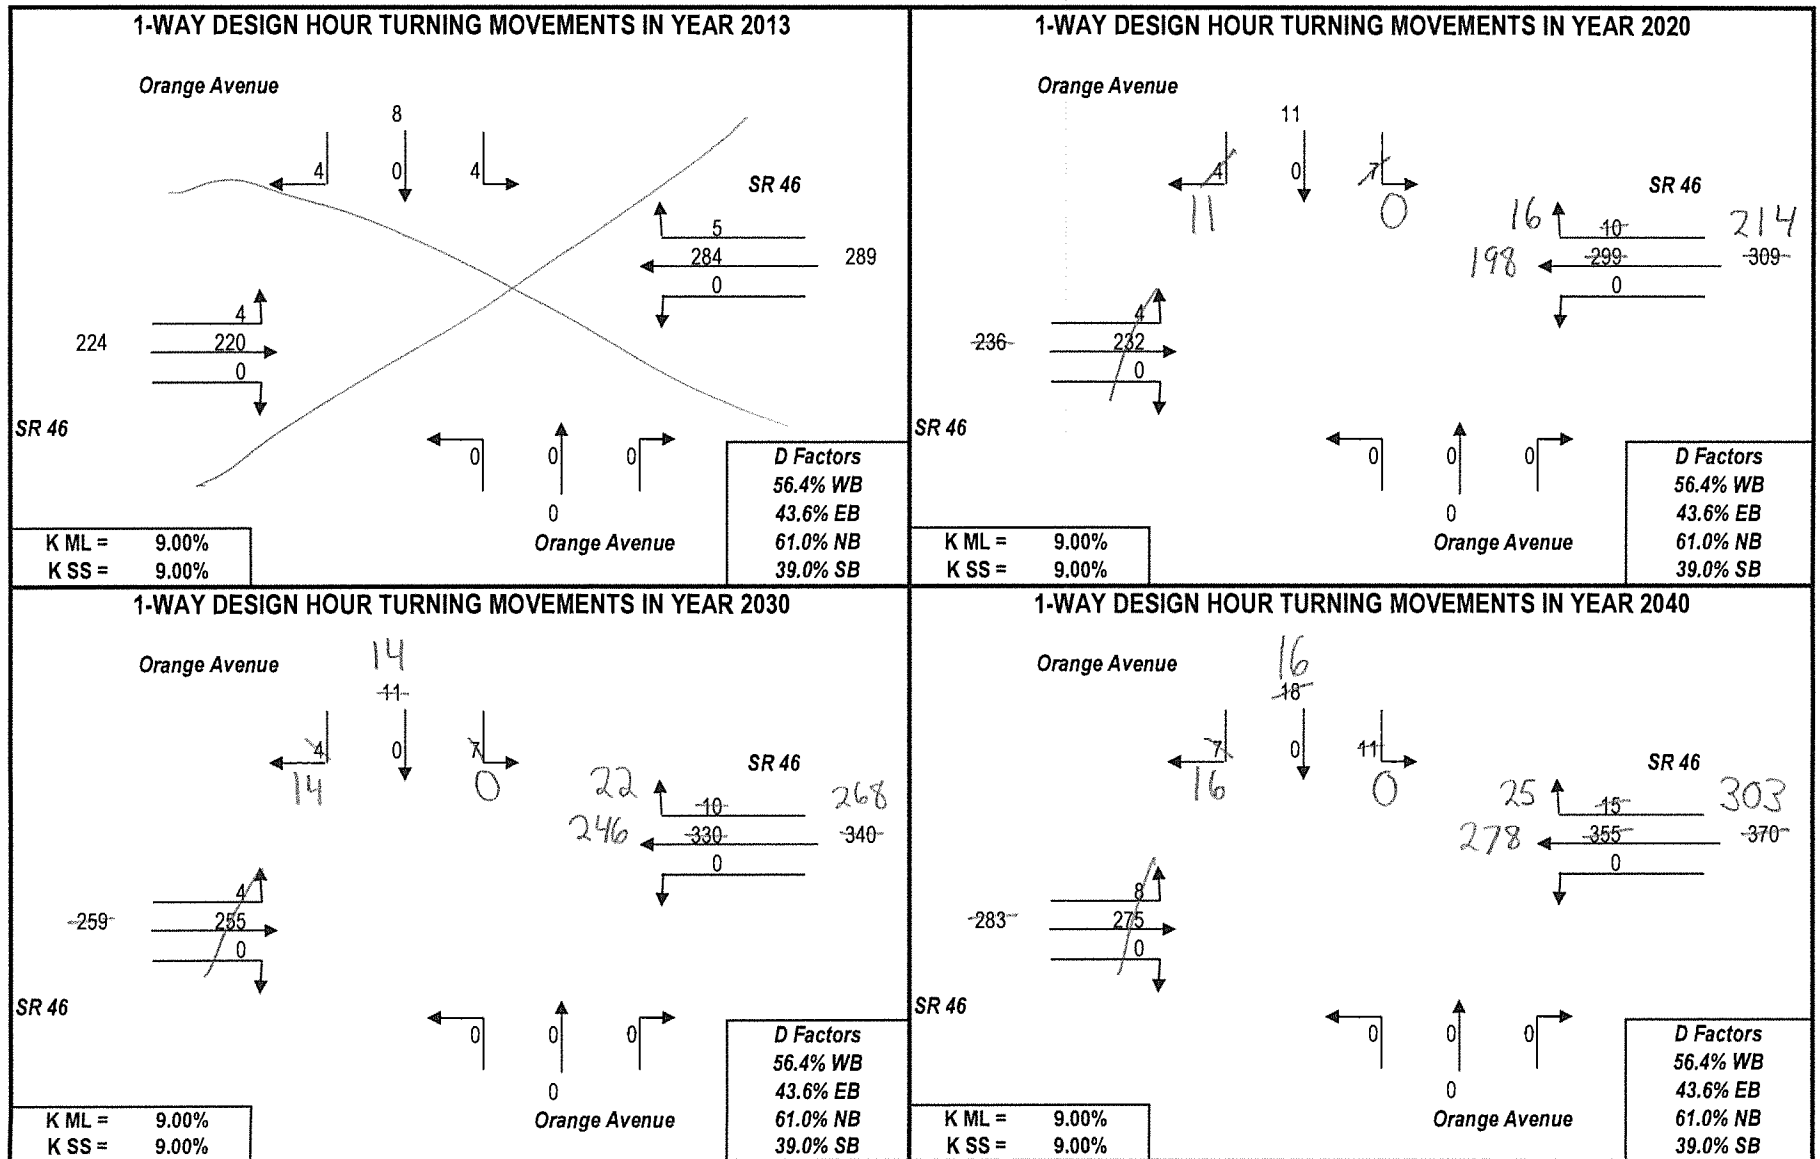 1-WAY DESIGN HOUR TURNING MOVEMENTS IN YEAR 2013
Orange Avenue
8
4 0 4
SR 46
5
284 289
0
4
224 220
0
SR 46
0 0 0
0
Orange Avenue
D Factors
56.4% WB
43.6% EB
61.0% NB
39.0% SB
K ML = 9.00%
K SS = 9.00%
1-WAY DESIGN HOUR TURNING MOVEMENTS IN YEAR 2020
Orange Avenue
11
4 0 7
11 0
SR 46
16 10 214
198 299 309
0
4
236 232
0
SR 46
0 0 0
0
Orange Avenue
D Factors
56.4% WB
43.6% EB
61.0% NB
39.0% SB
K ML = 9.00%
K SS = 9.00%
1-WAY DESIGN HOUR TURNING MOVEMENTS IN YEAR 2030
Orange Avenue
14
11
4 0 7
14 0
SR 46
22 10 268
246 330 340
0
4
259 255
0
SR 46
0 0 0
0
Orange Avenue
D Factors
56.4% WB
43.6% EB
61.0% NB
39.0% SB
K ML = 9.00%
K SS = 9.00%
1-WAY DESIGN HOUR TURNING MOVEMENTS IN YEAR 2040
Orange Avenue
16
18
7 0 11
16 0
SR 46
25 15 303
278 355 370
0
8
283 275
0
SR 46
0 0 0
0
Orange Avenue
D Factors
56.4% WB
43.6% EB
61.0% NB
39.0% SB
K ML = 9.00%
K SS = 9.00%